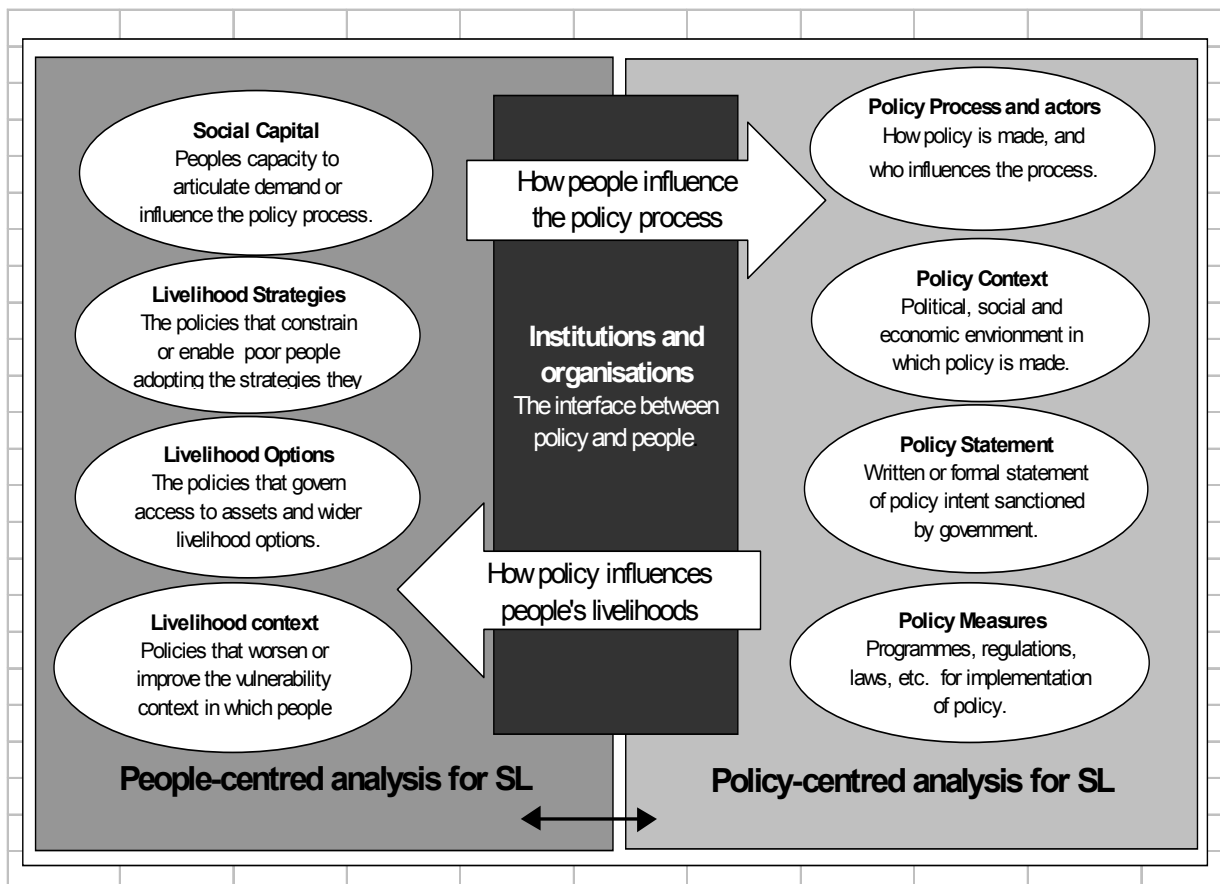 Social Capital
Peoples capacity to
articulate demand or
influence the policy process.
Livelihood Strategies
The policies that constrain
or enable poor people
adopting the strategies they
Livelihood Options
The policies that govern
access to assets and wider
livelihood options.
Livelihood context
Policies that worsen or
improve the vulnerability
context in which people
People-centred analysis for SL
How people influence
the policy process
Institutions and
organisations
The interface between
policy and people
How policy influences
people's livelihoods
Policy Process and actors
How policy is made, and
who influences the process.
Policy Context
Political, social and
economic envrionment in
which policy is made.
Policy Statement
Written or formal statement
of policy intent sanctioned
by government.
Policy Measures
Programmes, regulations,
laws, etc. for implementation
of policy.
Policy-centred analysis for SL